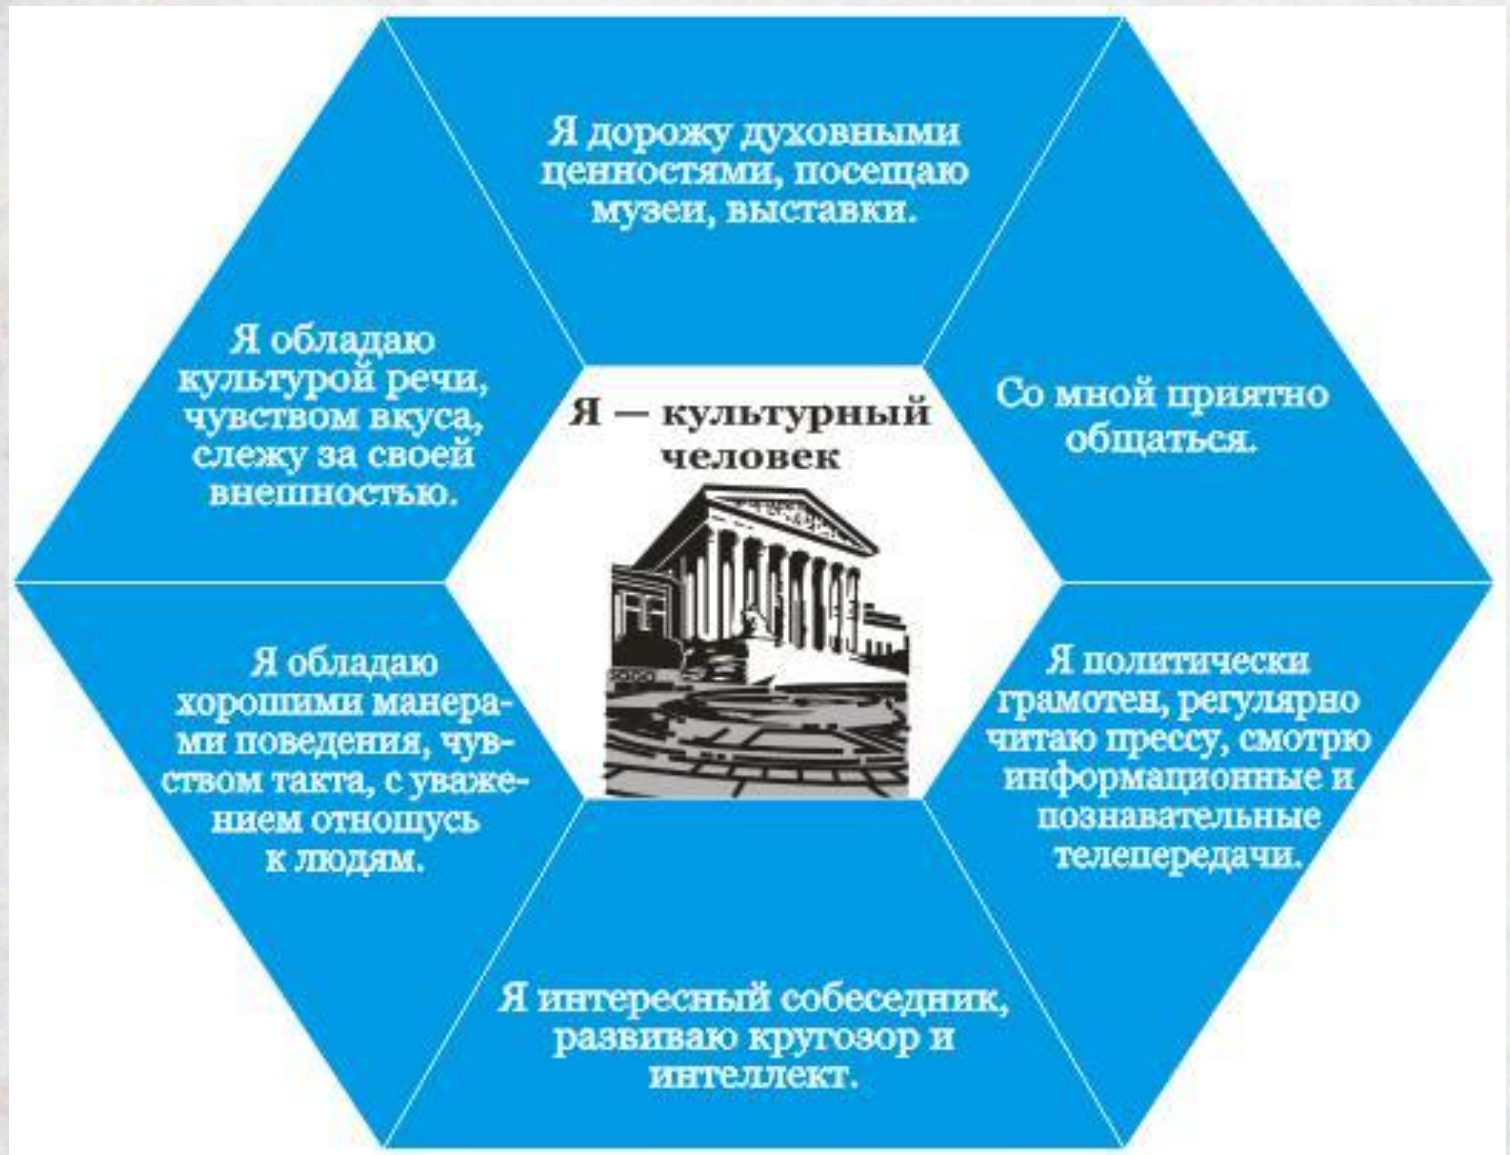 Я дорожу духовными
ценностями, посещаю
музеи, выставки.
Со мной приятно
общаться.
Я политически
грамотен, регулярно
читаю прессу, смотрю
информационные и
познавательные
телепередачи.
Я интересный собеседник,
развиваю кругозор и
интеллект.
Я обладаю
хорошими манера-
ми поведения, чув-
ством такта, с уваже-
нием отношусь
к людям.
Я обладаю
культурой речи,
чувством вкуса,
слежу за своей
внешностью.
Я — культурный
человек